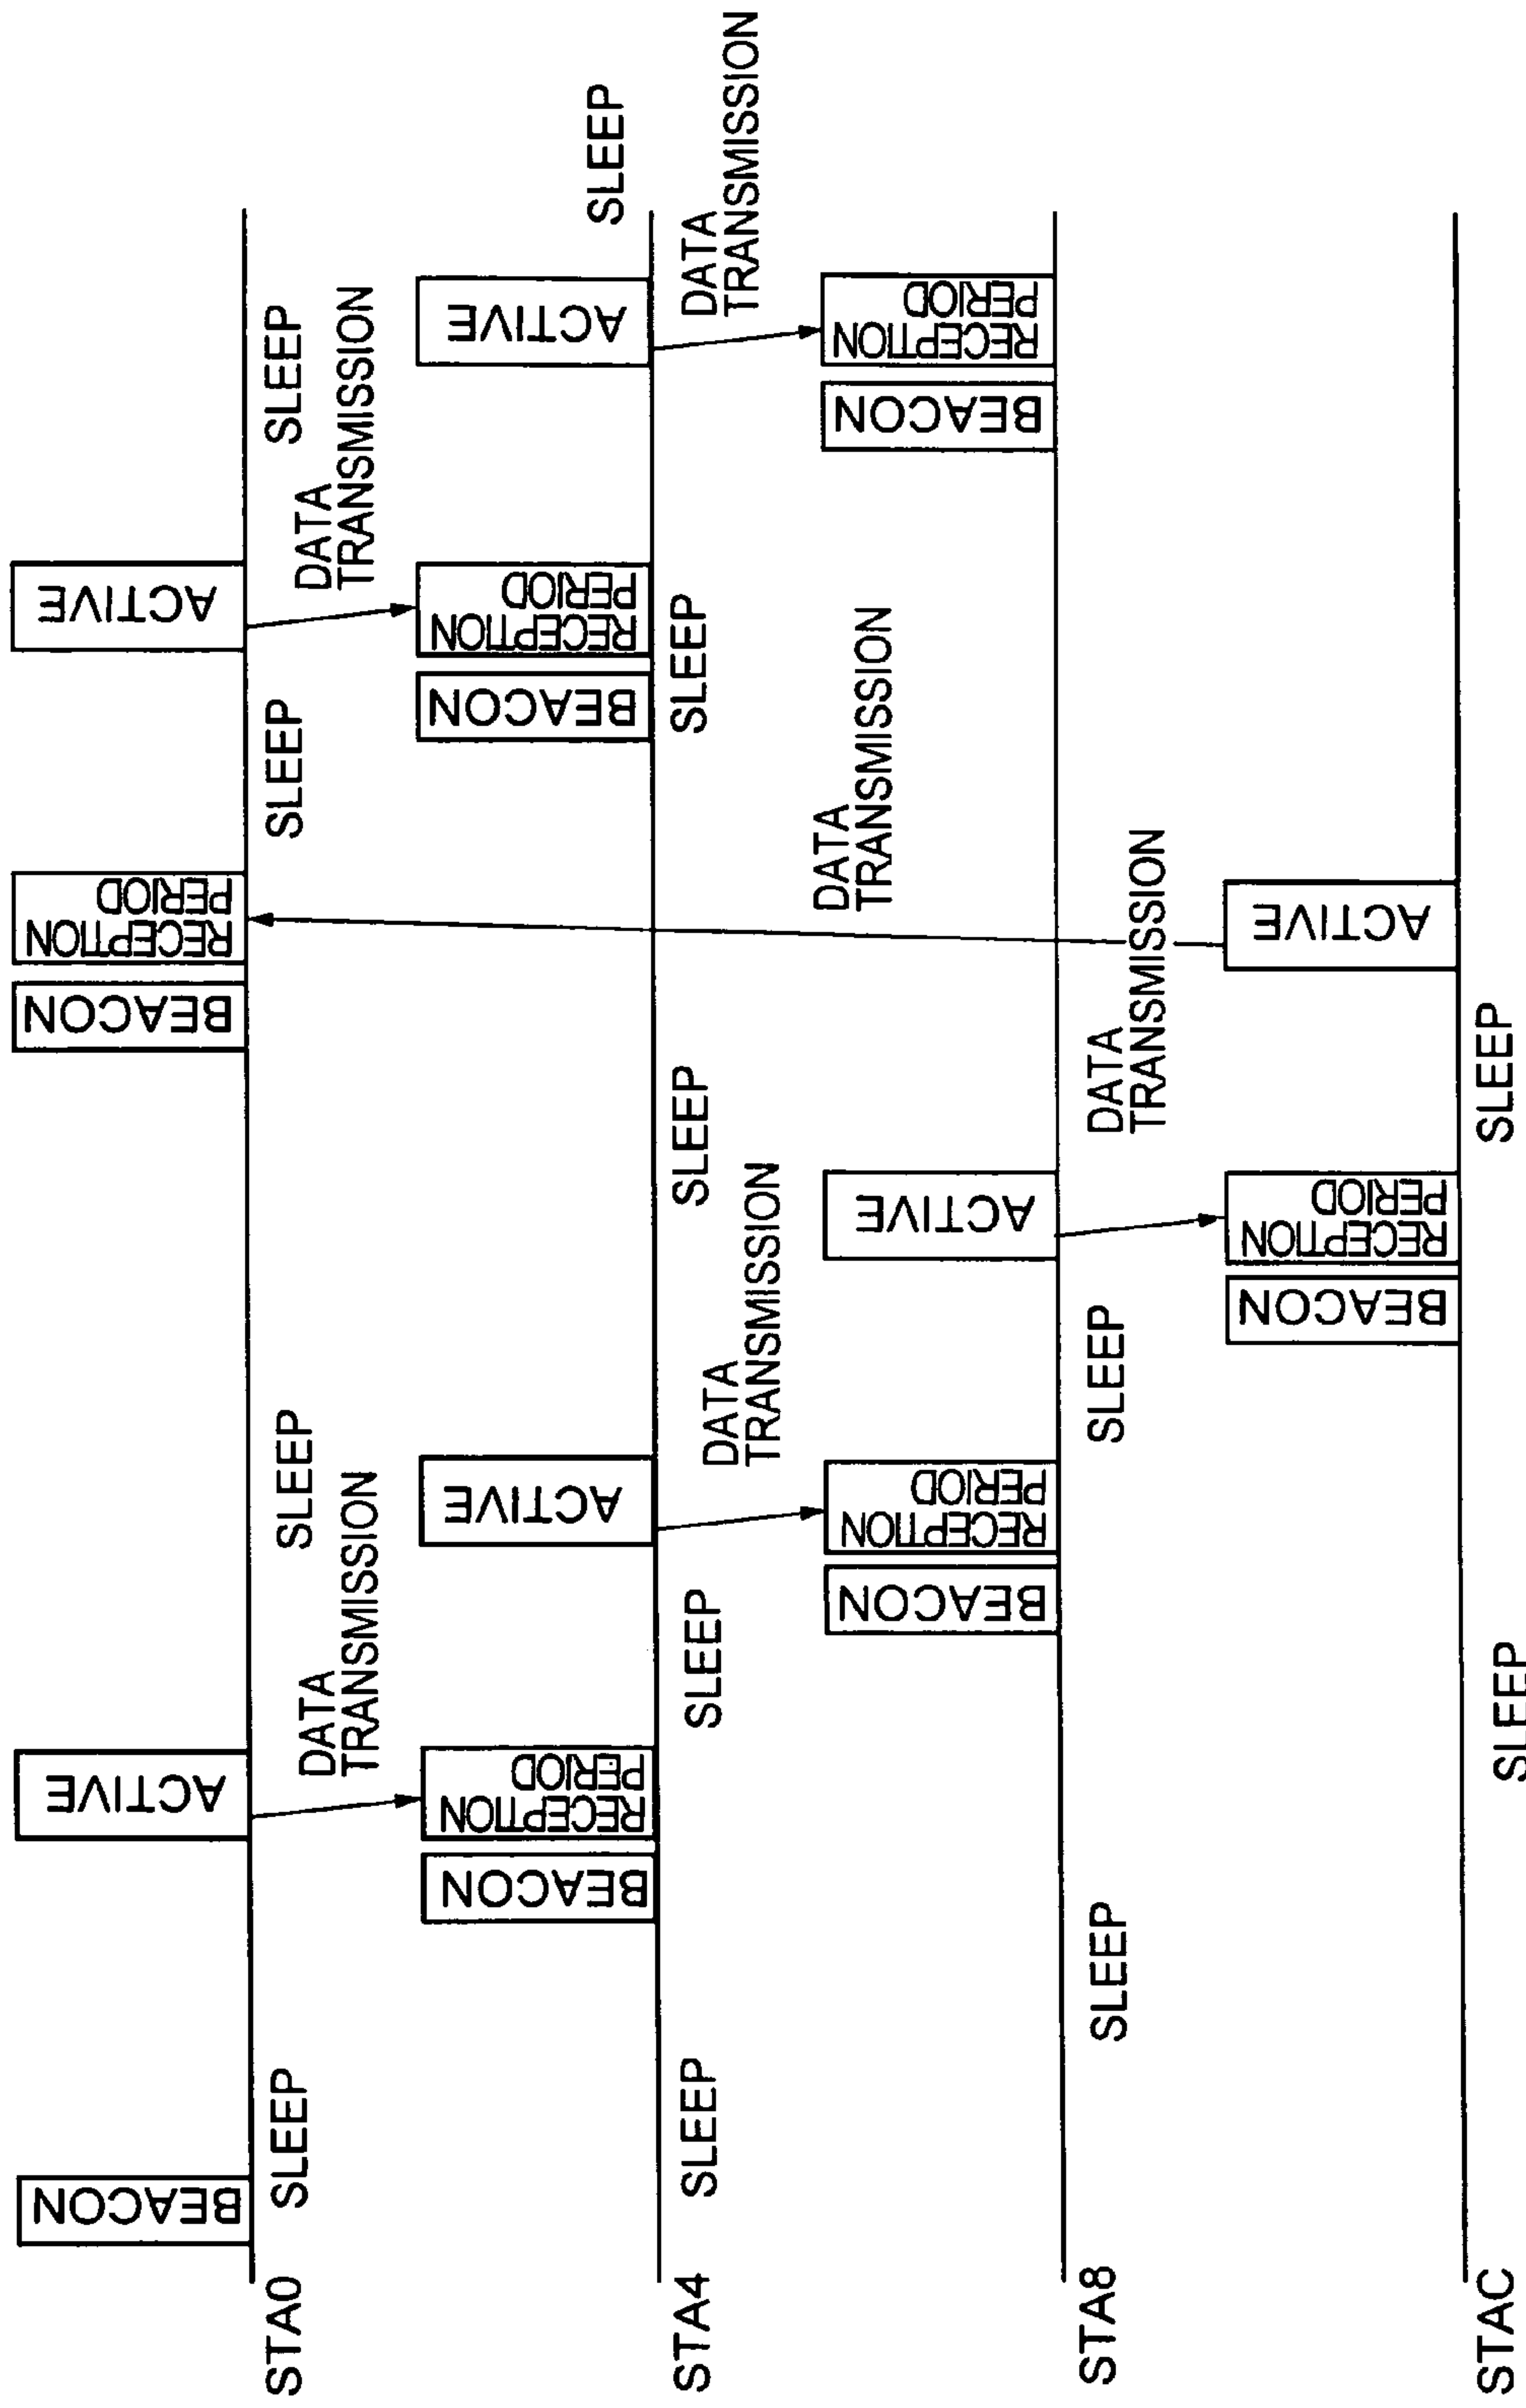 BEACON
ACTIVE
BEACON
RECEPTION
PERIOD
ACTIVE
STA0
SLEEP
SLEEP
SLEEP
SLEEP
DATA
TRANSMISSION
DATA
TRANSMISSION
BEACON
RECEPTION
PERIOD
ACTIVE
BEACON
RECEPTION
PERIOD
ACTIVE
SLEEP
STA4
SLEEP
SLEEP
SLEEP
SLEEP
DATA
TRANSMISSION
DATA
TRANSMISSION
BEACON
RECEPTION
PERIOD
ACTIVE
DATA
TRANSMISSION
BEACON
RECEPTION
PERIOD
STA8
SLEEP
SLEEP
DATA
TRANSMISSION
BEACON
RECEPTION
PERIOD
ACTIVE
STAC
SLEEP
SLEEP